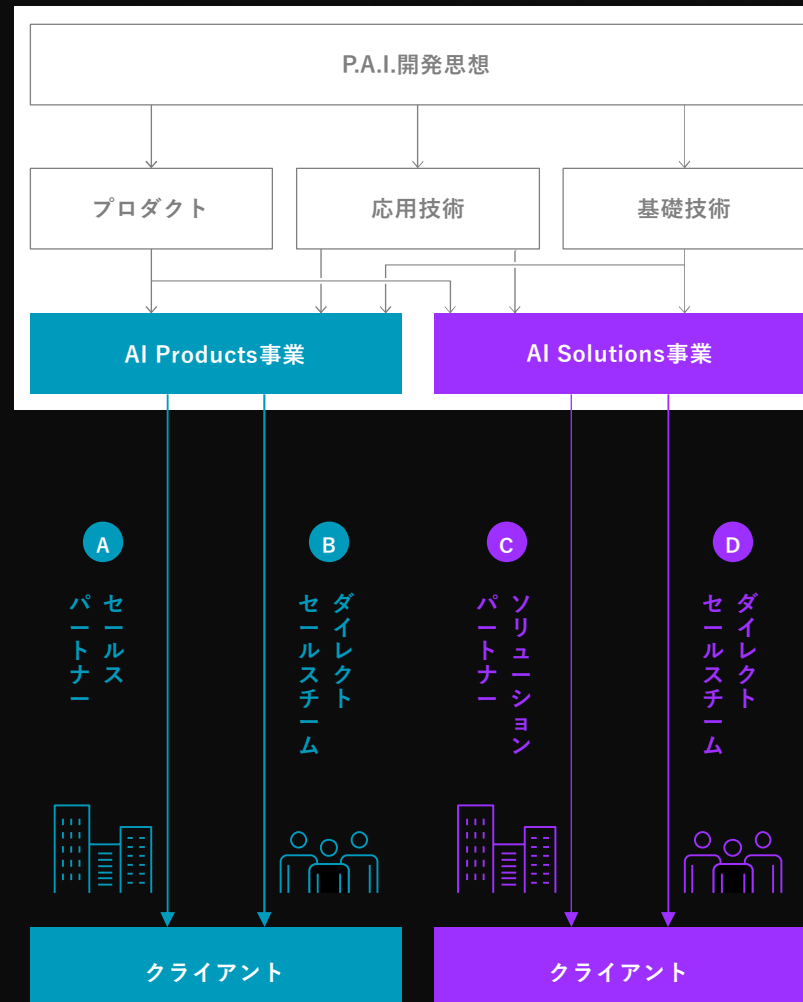 P.A.I.開発思想
プロダクト
応用技術
基礎技術
AI Products事業
AI Solutions事業
A
セールス
パートナー
B
ダイレクト
セールスチーム
C
ソリューション
パートナー
D
ダイレクト
セールスチーム
クライアント
クライアント